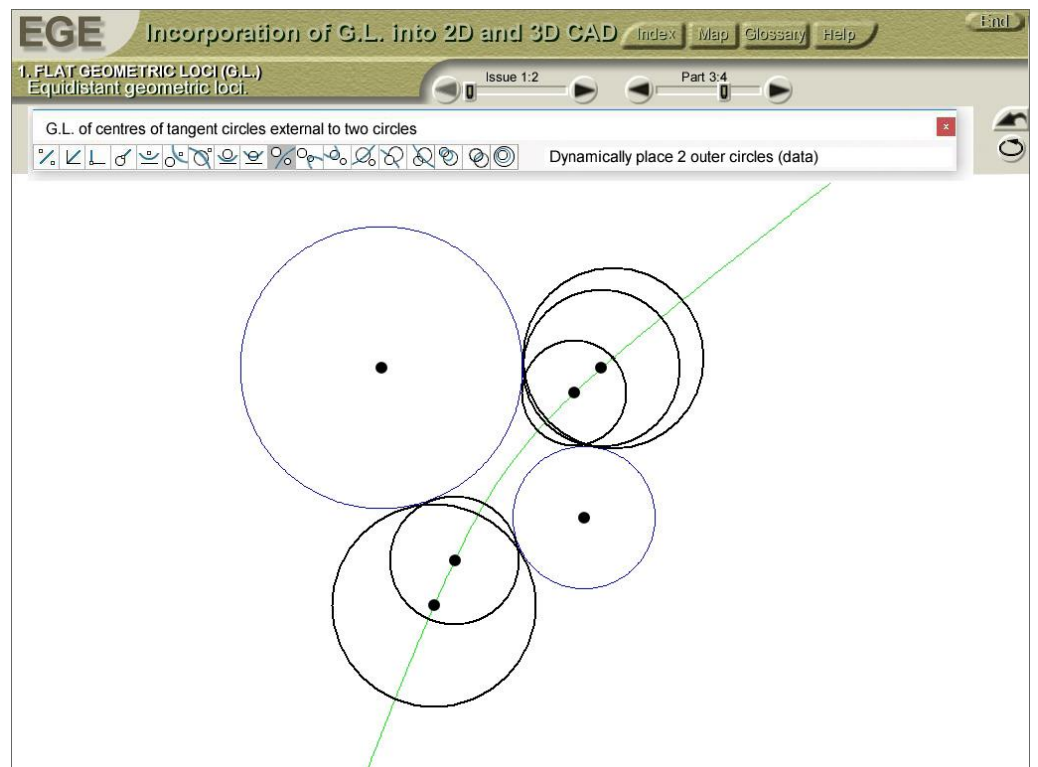 EGE
Incorporation of G.L. into 2D and 3D CAD
Index
Map
Glossary
Help
End
1. FLAT GEOMETRIC LOCI (G.L.)
Equidistant geometric loci.
Issue 1:2
Part 3:4
G.L. of centres of tangent circles external to two circles
x
Dynamically place 2 outer circles (data)